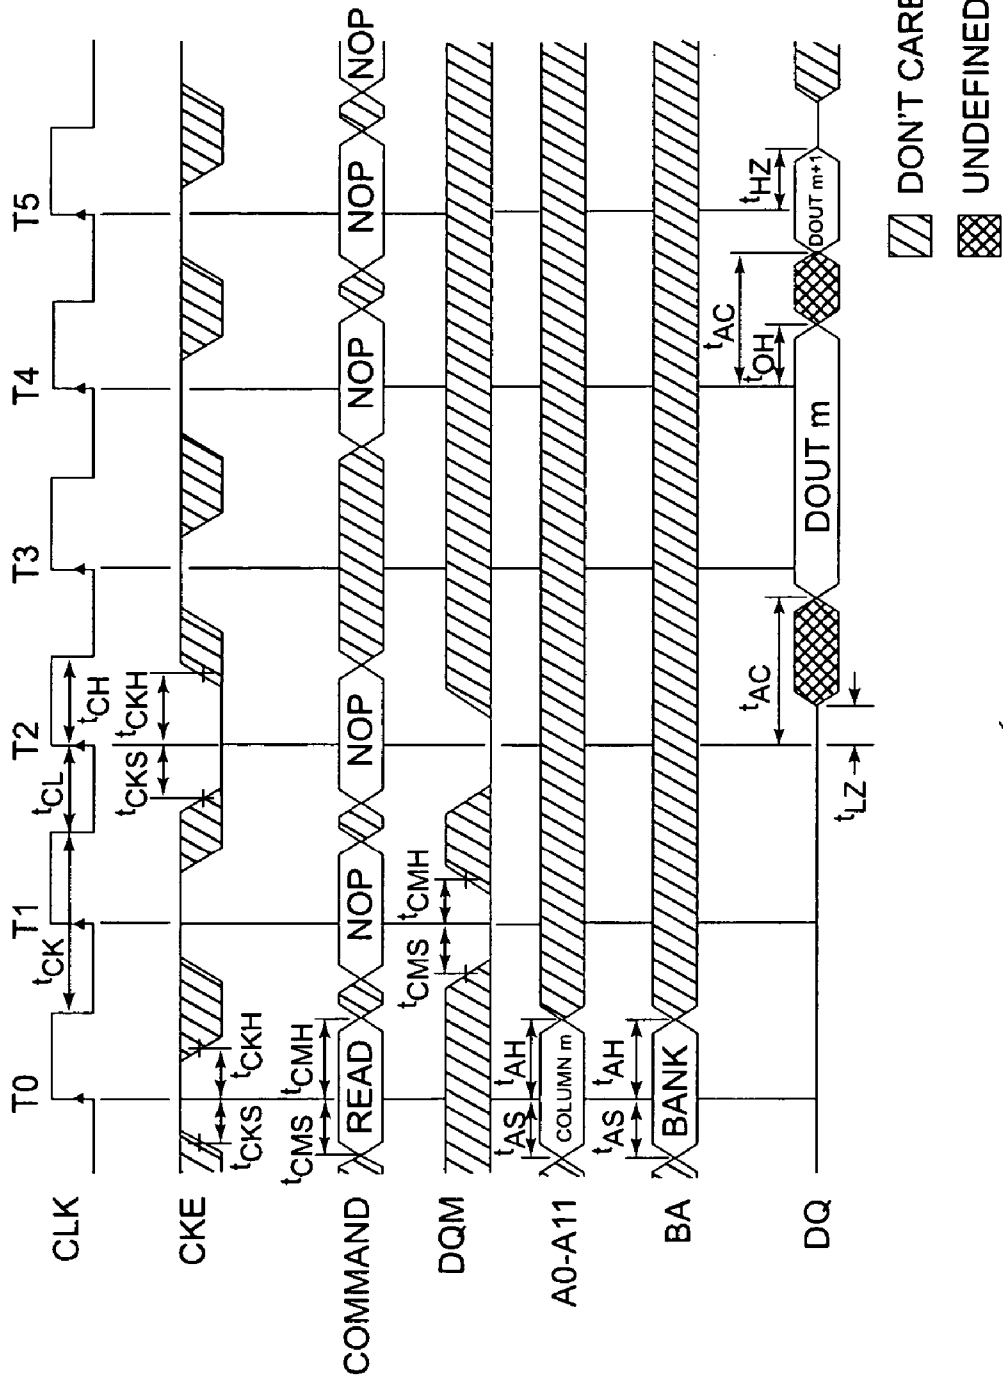 T0 T1 T2 T3 T4 T5
CLK
tCK tCL tCH
CKE
tCKS tCKH tCKS tCKH
COMMAND
READ NOP NOP NOP NOP NOP
tCMS tCMH
DQM
tCMS tCMH
A0-A11
COLUMN m
tAS tAH
BA
BANK
tAS tAH
DQ
DOUT m DOUT m+1
tLZ tAC tOH tAC tHZ
DON'T CARE
UNDEFINED